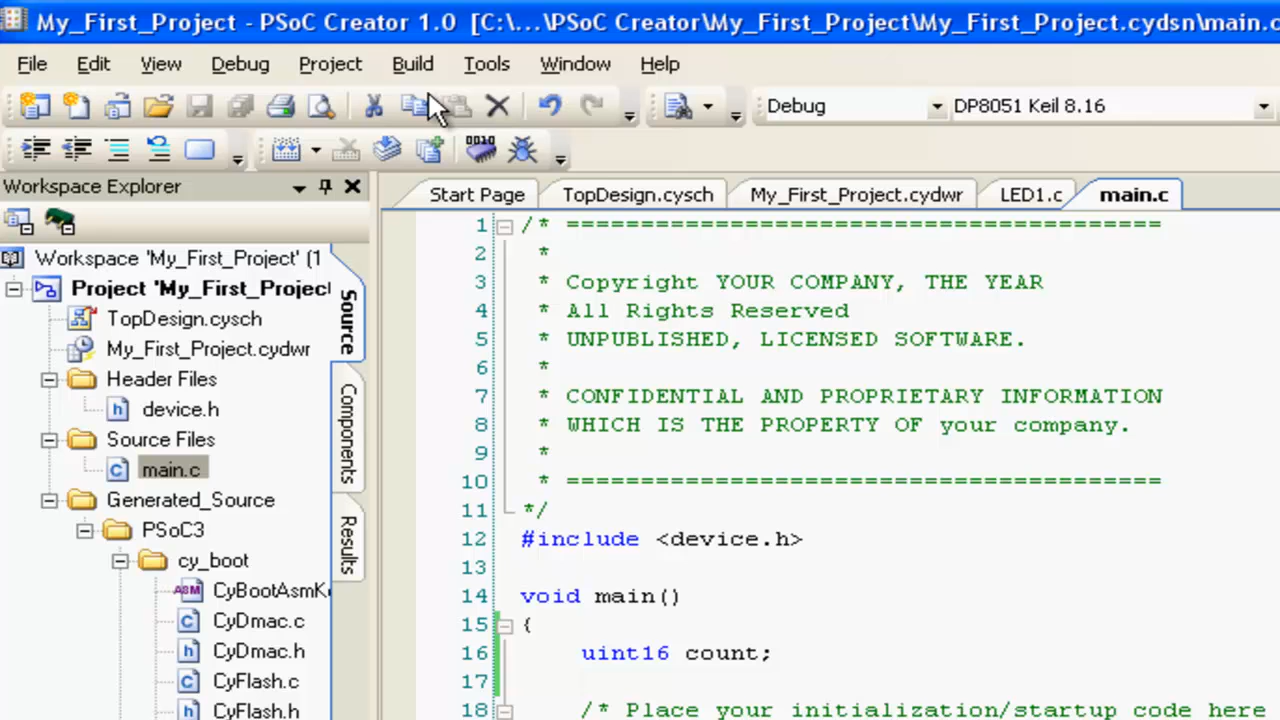 My_First_Project - PSoC Creator 1.0 [C:\...\PSoC Creator\My_First_Project\My_First_Project.cydsn\main.c
File Edit View Debug Project Build Tools Window Help
Debug DP8051 Keil 8.16
0010
Workspace Explorer
Start Page TopDesign.cysch My_First_Project.cydwr LED1.c main.c
Workspace 'My_First_Project' (1
Project 'My_First_Projec
TopDesign.cysch
My_First_Project.cydwr
Header Files
device.h
Source Files
main.c
Generated_Source
PSoC3
cy_boot
ASM CyBootAsmK
CyDmac.c
CyDmac.h
CyFlash.c
CyFlash.h
Source
Components
Results
1 /* ========================================
2 *
3 * Copyright YOUR COMPANY, THE YEAR
4 * All Rights Reserved
5 * UNPUBLISHED, LICENSED SOFTWARE.
6 *
7 * CONFIDENTIAL AND PROPRIETARY INFORMATION
8 * WHICH IS THE PROPERTY OF your company.
9 *
10 * ========================================
11 */
12 #include <device.h>
13
14 void main()
15 {
16 uint16 count;
17
18 /* Place your initialization/startup code here